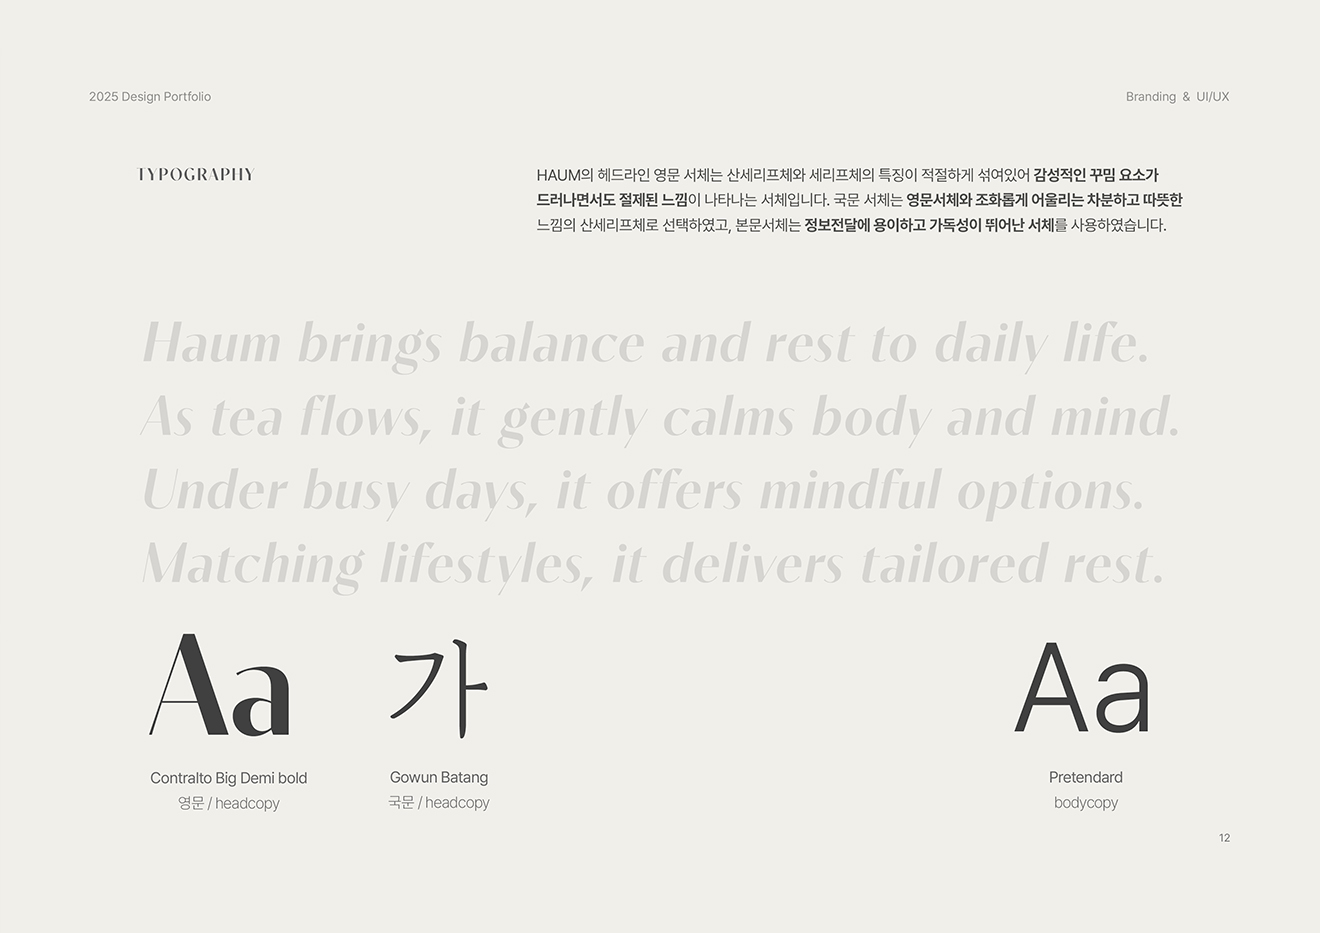 2025 Design Portfolio
Branding & UI/UX
TYPOGRAPHY
HAUM의 헤드라인 영문 서체는 산세리프체와 세리프체의 특징이 적절하게 섞여있어 감성적인 꾸밈 요소가
드러나면서도 절제된 느낌이 나타나는 서체입니다. 국문 서체는 영문서체와 조화롭게 어울리는 차분하고 따뜻한
느낌의 산세리프체로 선택하였고, 본문서체는 정보전달에 용이하고 가독성이 뛰어난 서체를 사용하였습니다.
Haum brings balance and rest to daily life.
As tea flows, it gently calms body and mind.
Under busy days, it offers mindful options.
Matching lifestyles, it delivers tailored rest.
Aa
가
Aa
Contralto Big Demi bold
영문 / headcopy
Gowun Batang
국문 / headcopy
Pretendard
bodycopy
12